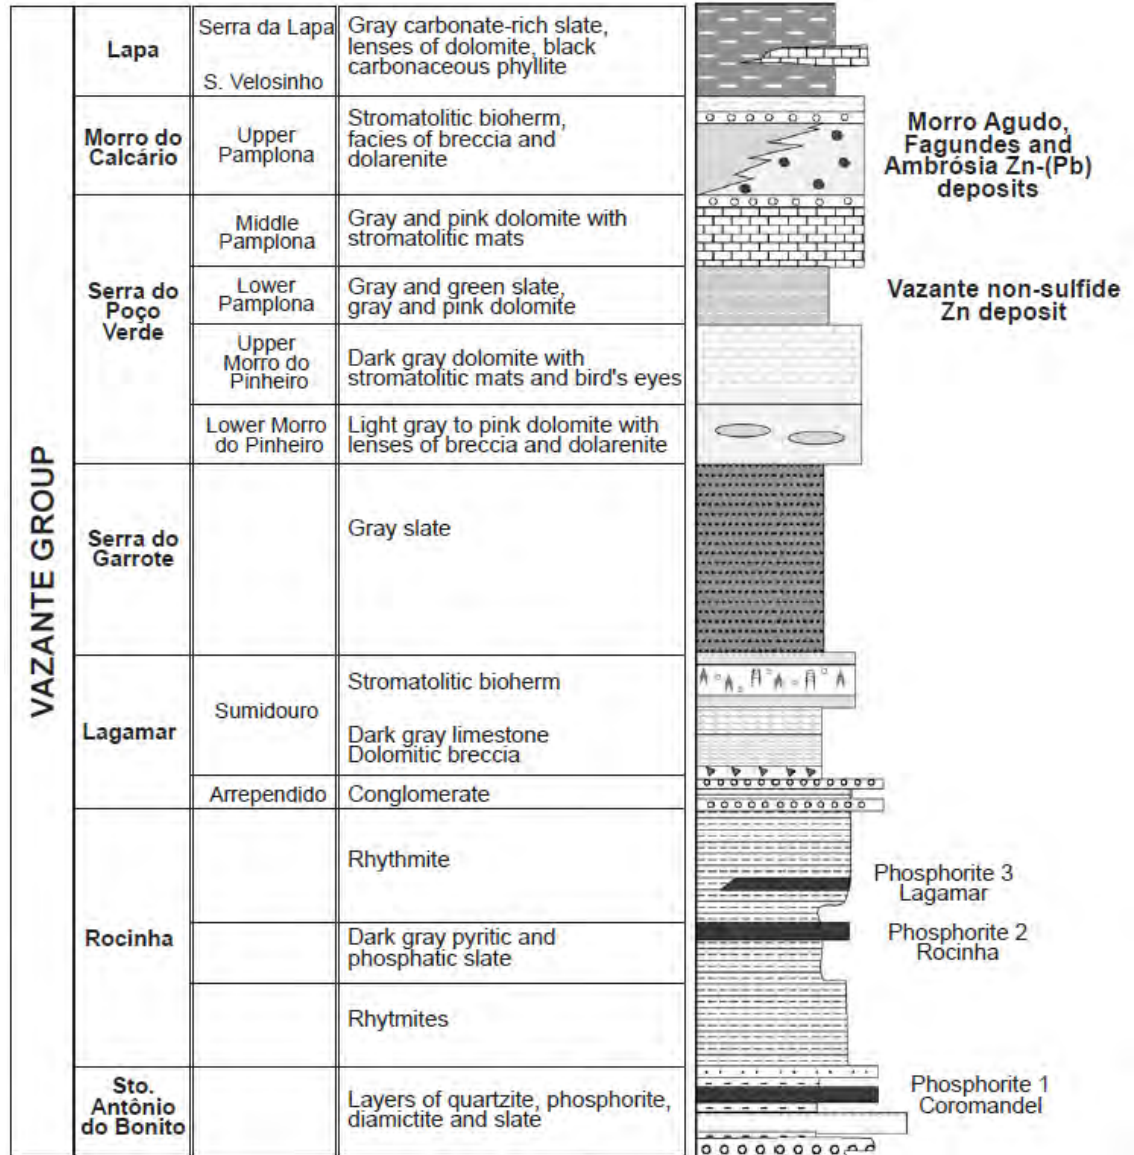 VAZANTE GROUP
Lapa
Serra da Lapa
S. Velosinho
Gray carbonate-rich slate,
lenses of dolomite, black
carbonaceous phyllite
Morro do
Calcário
Upper
Pamplona
Stromatolitic bioherm,
facies of breccia and
dolarenite
Morro Agudo,
Fagundes and
Ambrósia Zn-(Pb)
deposits
Serra do
Poço
Verde
Middle
Pamplona
Gray and pink dolomite with
stromatolitic mats
Lower
Pamplona
Gray and green slate,
gray and pink dolomite
Vazante non-sulfide
Zn deposit
Upper
Morro do
Pinheiro
Dark gray dolomite with
stromatolitic mats and bird's eyes
Lower Morro
do Pinheiro
Light gray to pink dolomite with
lenses of breccia and dolarenite
Serra do
Garrote
Gray slate
Lagamar
Sumidouro
Stromatolitic bioherm
Dark gray limestone
Dolomitic breccia
Arrependido
Conglomerate
Rocinha
Rhythmite
Phosphorite 3
Lagamar
Dark gray pyritic and
phosphatic slate
Phosphorite 2
Rocinha
Rhytmites
Sto.
Antônio
do Bonito
Layers of quartzite, phosphorite,
diamictite and slate
Phosphorite 1
Coromandel